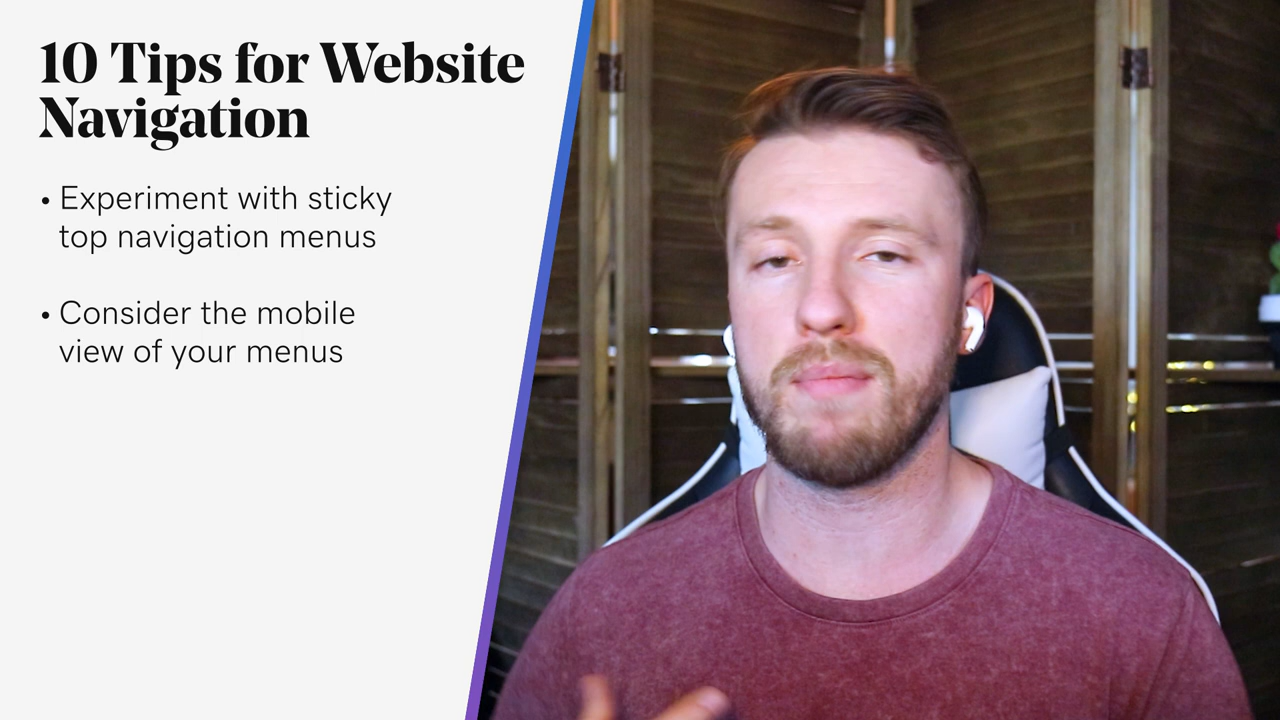 10 Tips for Website
Navigation
• Experiment with sticky
top navigation menus
• Consider the mobile
view of your menus